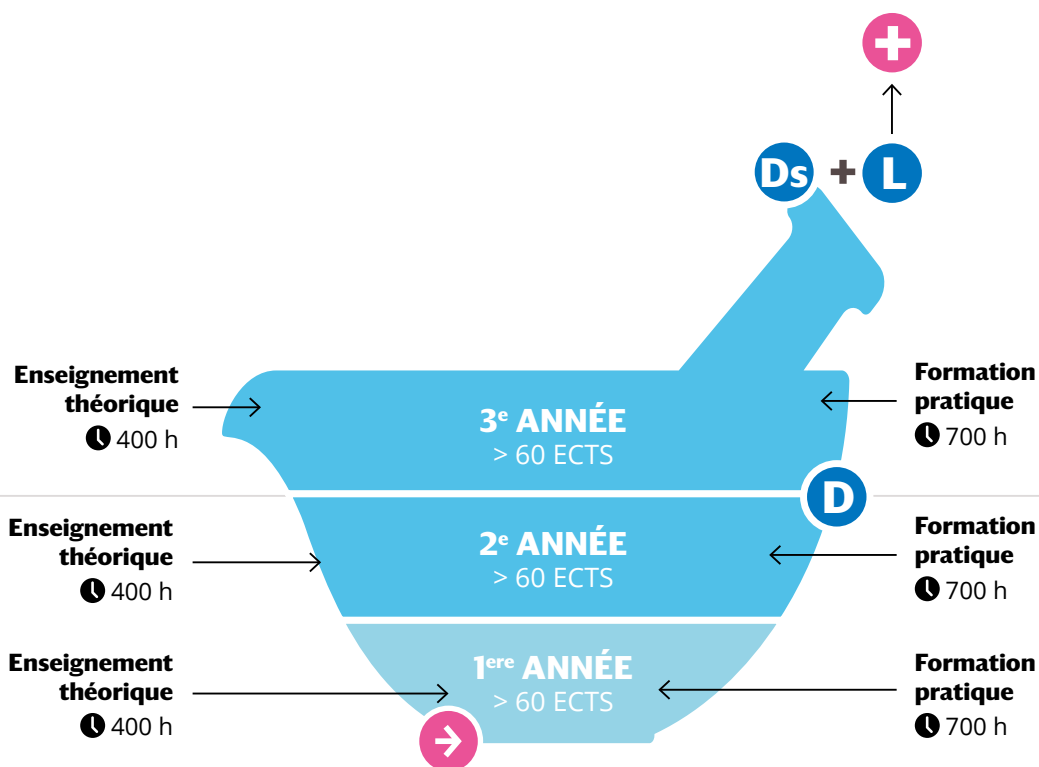 Ds + L
Enseignement
théorique
400 h
3e ANNÉE
> 60 ECTS
Formation
pratique
700 h
D
Enseignement
théorique
400 h
2e ANNÉE
> 60 ECTS
Formation
pratique
700 h
Enseignement
théorique
400 h
1ere ANNÉE
> 60 ECTS
Formation
pratique
700 h